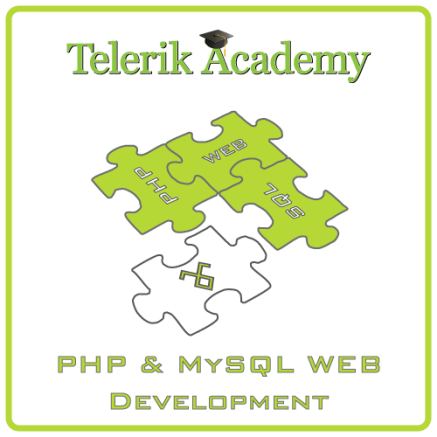 Telerik Academy
WEB
PHP
SQL
PHP & MySQL WEB
Development